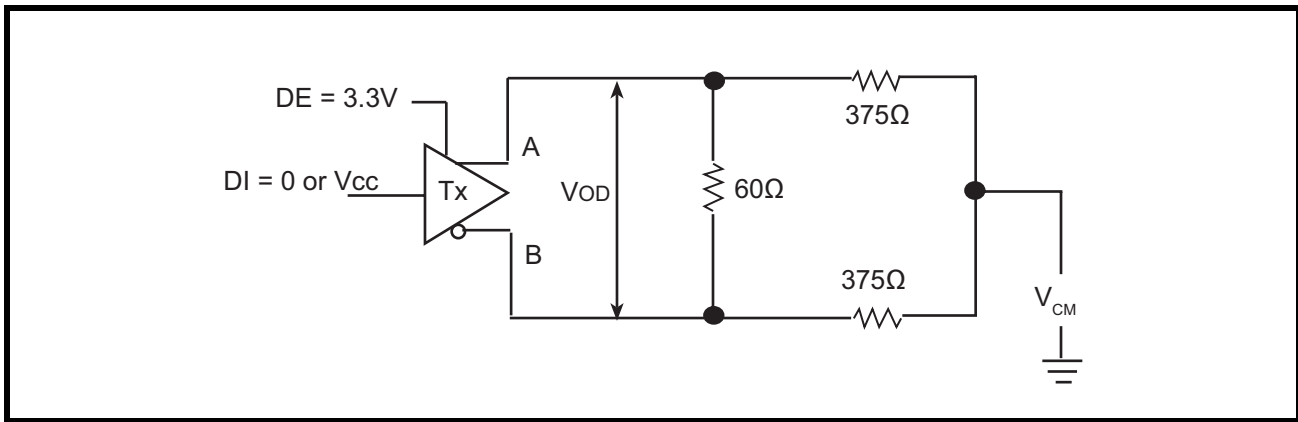 DE = 3.3V
375Ω
A
DI = 0 or Vcc
Tx
VOD
60Ω
B
375Ω
VCM